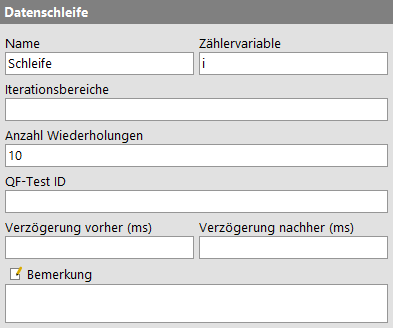 Datenschleife
Name Zählervariable
Schleife i
Iterationsbereiche
Anzahl Wiederholungen
10
QF-Test ID
Verzögerung vorher (ms) Verzögerung nachher (ms)
Bemerkung